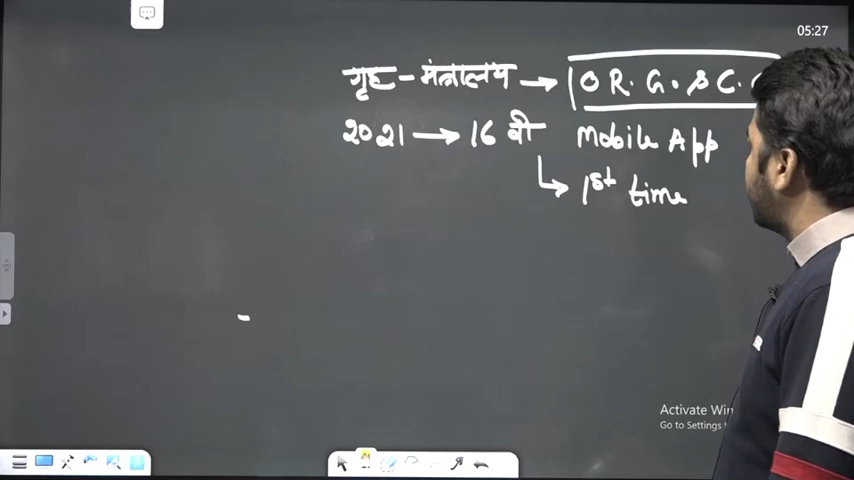 05:27
गृह - मंत्रालय → O R. G. & C.
2021 → 16 वी Mobile App
↳ 1st time
Activate Win
Go to Settings